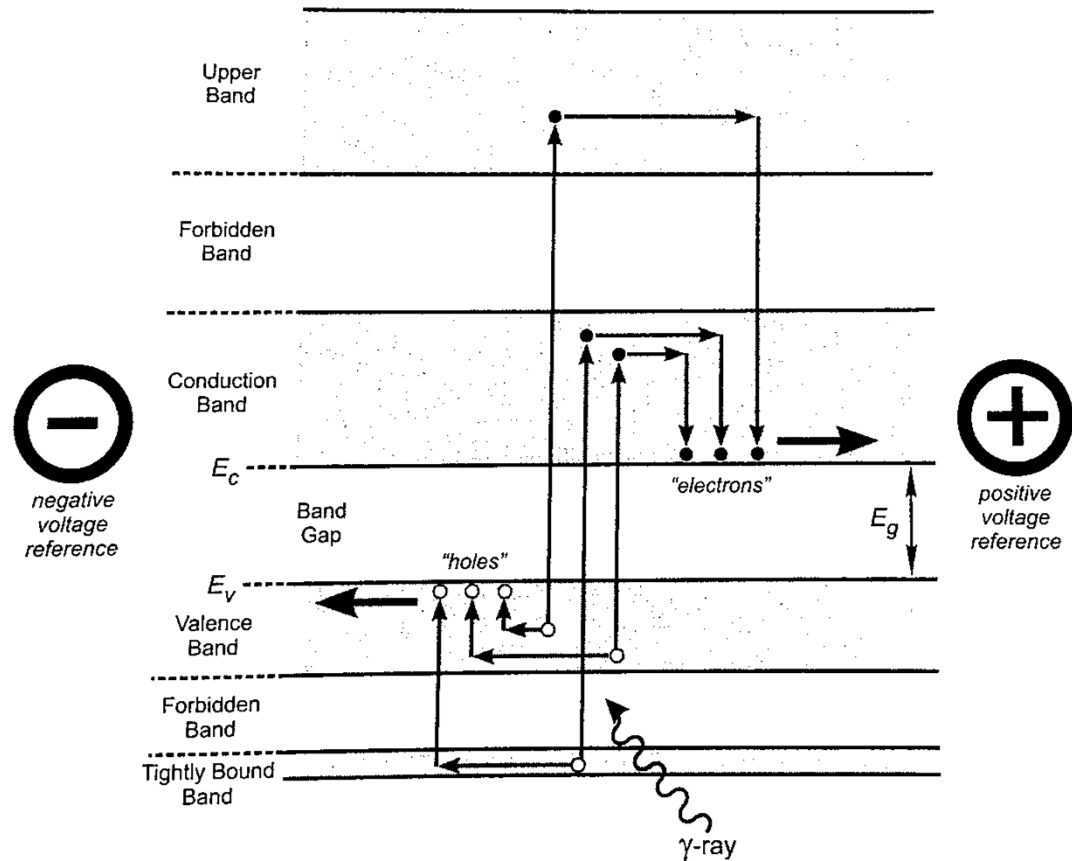 Upper
Band
Forbidden
Band
Conduction
Band
−
negative
voltage
reference
+
positive
voltage
reference
E_c
"electrons"
Band
Gap
E_g
"holes"
E_v
Valence
Band
Forbidden
Band
Tightly Bound
Band
γ-ray